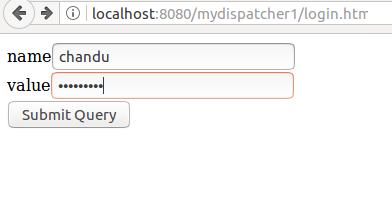 localhost:8080/mydispatcher1/login.htm
name chandu
value •••••••••
Submit Query